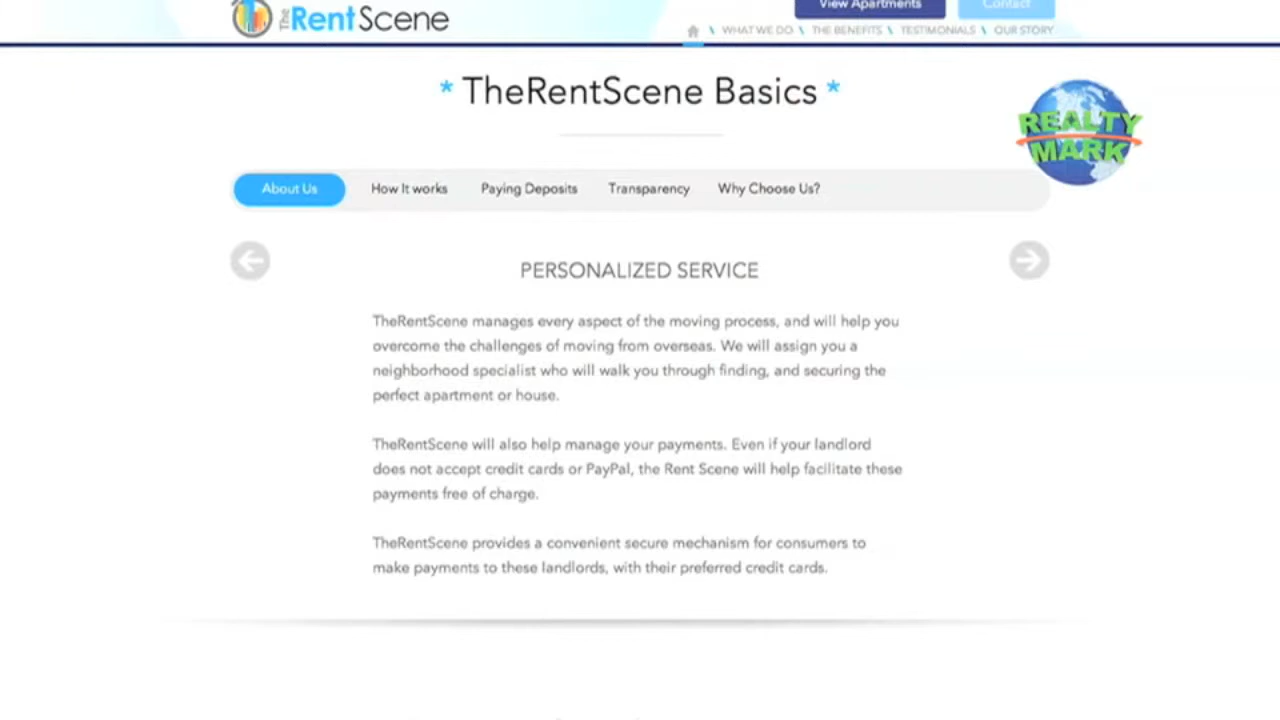 The RentScene
View Apartments
Contact
\ WHAT WE DO \ THE BENEFITS \ TESTIMONIALS \ OUR STORY
* TheRentScene Basics *
REALTY
MARK
About Us
How It works
Paying Deposits
Transparency
Why Choose Us?
PERSONALIZED SERVICE
TheRentScene manages every aspect of the moving process, and will help you
overcome the challenges of moving from overseas. We will assign you a
neighborhood specialist who will walk you through finding, and securing the
perfect apartment or house.
TheRentScene will also help manage your payments. Even if your landlord
does not accept credit cards or PayPal, the Rent Scene will help facilitate these
payments free of charge.
TheRentScene provides a convenient secure mechanism for consumers to
make payments to these landlords, with their preferred credit cards.